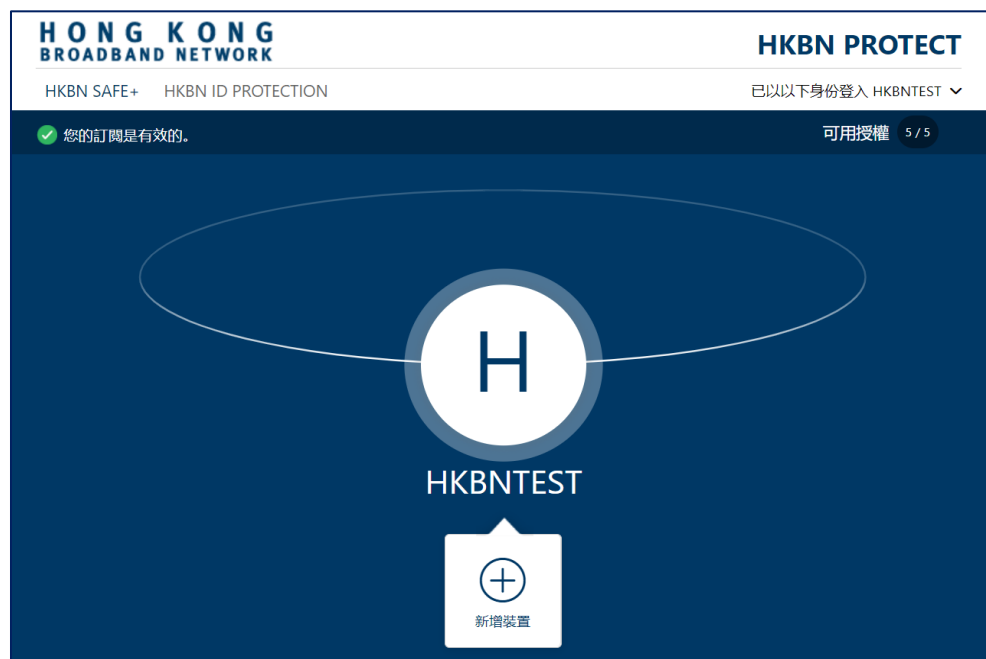 HONG KONG
BROADBAND NETWORK
HKBN PROTECT
HKBN SAFE+ HKBN ID PROTECTION
已以以下身份登入 HKBNTEST
您的訂閱是有效的。
可用授權 5 / 5
H
HKBNTEST
新增裝置